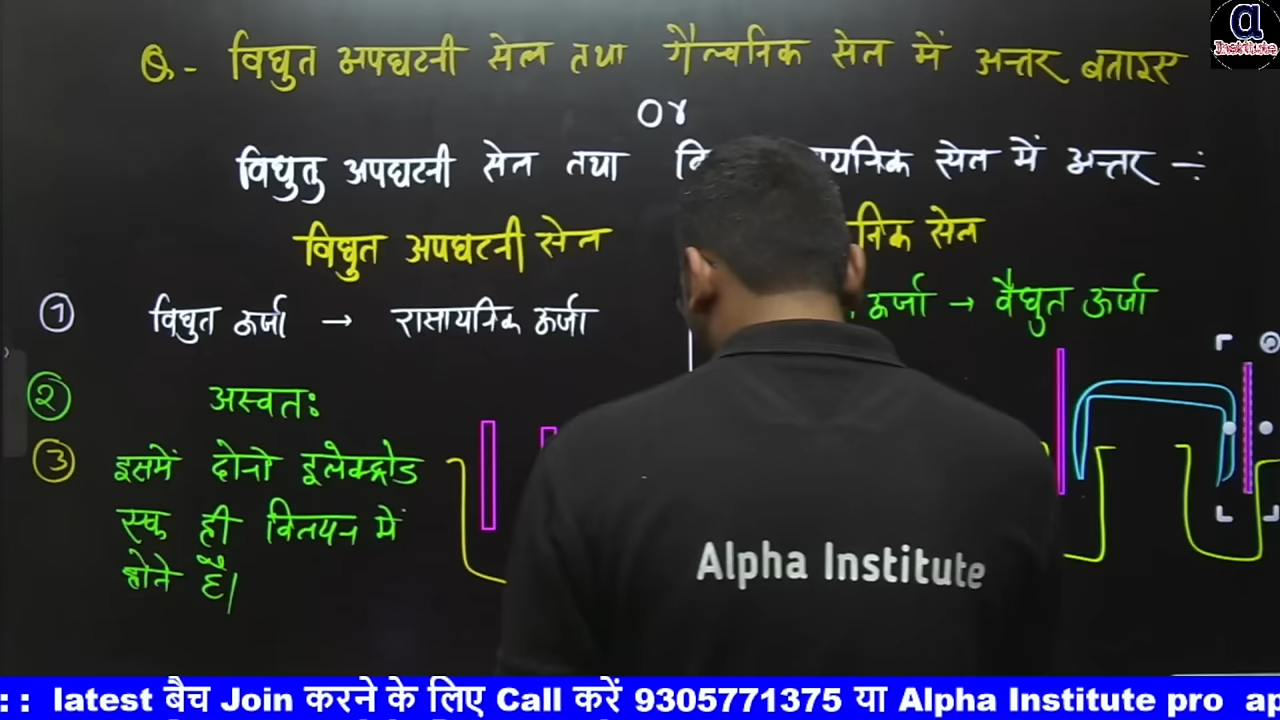 Q- विधुत अपघटनी सेल तथा गैल्वनिक सेल में अन्तर बताइए
Or
विधुत अपघटनी सेल तथा यनिक सेल में अन्तर -:
विधुत अपघटनी सेल निक सेल
① विधुत ऊर्जा → रासायनिक ऊर्जा ऊर्जा → वैधुत ऊर्जा
② अस्वतः
③ इसमें दोनो इलेक्ट्रोड
एक ही विलयन में
होते है।
Alpha Institute
α Institute
:: latest बैच Join करने के लिए Call करें 9305771375 या Alpha Institute pro ap